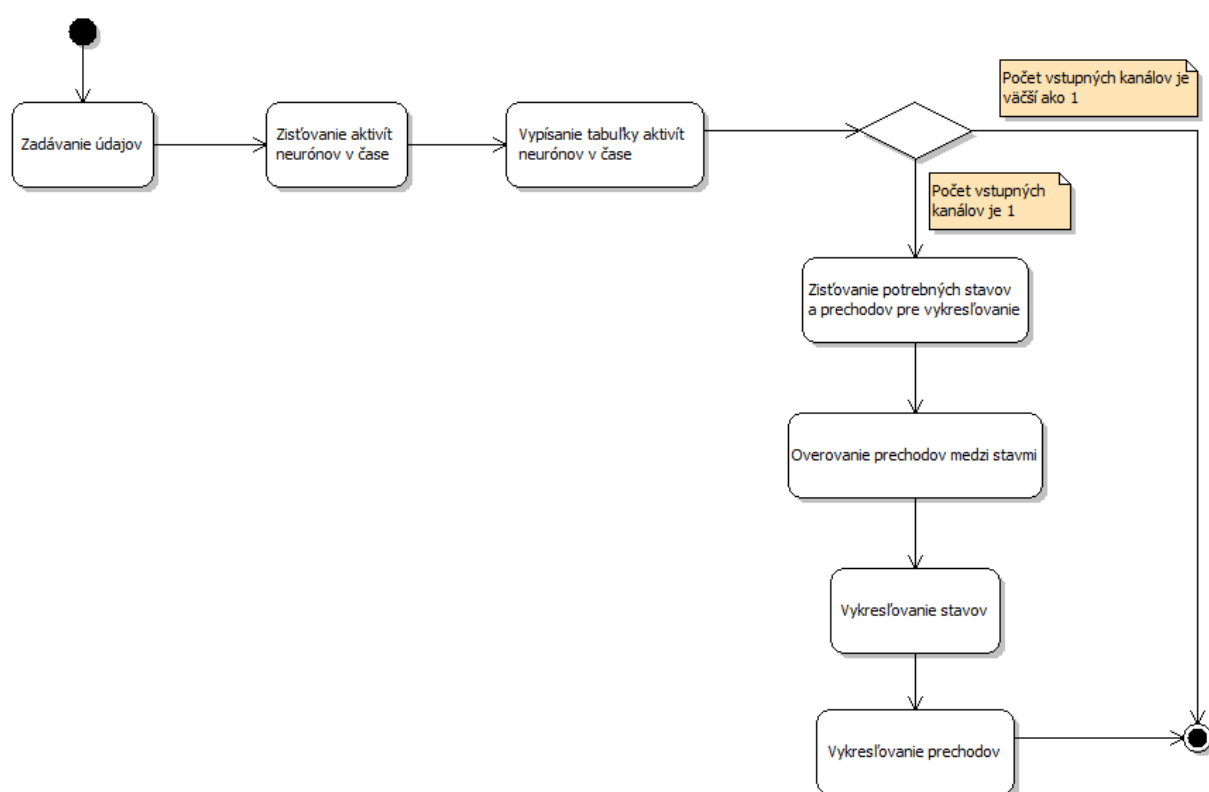 Počet vstupných kanálov je
väčší ako 1
Zadávanie údajov
Zisťovanie aktivít
neurónov v čase
Vypísanie tabuľky aktivít
neurónov v čase
Počet vstupných
kanálov je 1
Zisťovanie potrebných stavov
a prechodov pre vykresľovanie
Overovanie prechodov medzi stavmi
Vykresľovanie stavov
Vykresľovanie prechodov